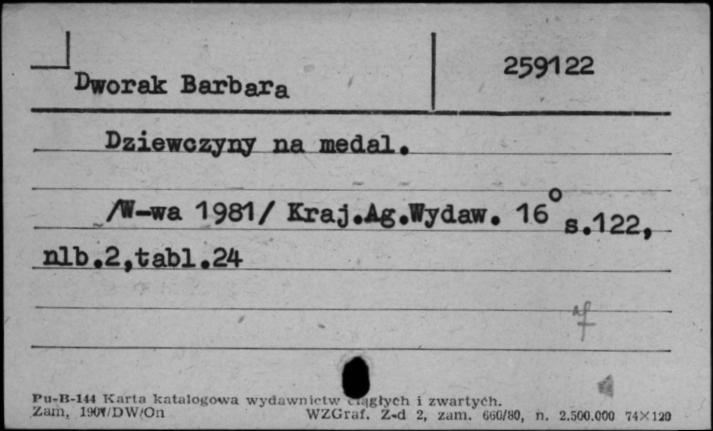 Dworak Barbara 259122
Dziewczyny na medal.
/W-wa 1981/ Kraj.Ag.Wydaw. 16° s.122,
nlb.2,tabl.24
Pu-B-144 Karta katalogowa wydawnictw ciągłych i zwartych.
Zam. /DW/On WZGraf. Z-d 2, zam. 660/80, n. 2.500.000 74×120